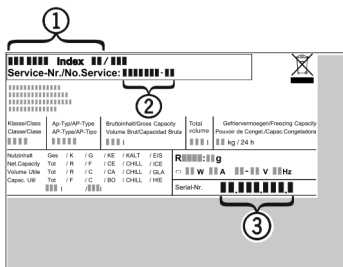 1
Index /
Service-Nr./No.Service: -
2
Klasse/Class Ap-Typ/AP-Type Bruttoinhalt/Gross Capacity Total Gefriervermoegen/Freezing Capacity
Classe/Clase AP-Type/AP-Tipo Volume Brut/Capacidad Bruta volume Pouvoir de Congel./Capac.Congeladora
l l kg / 24 h
Nutzinhalt Ges / K / G / KE / KALT / EIS
Net.Capacity Tot / R / F / CE / CHILL / ICE
Volume Utile Tot / R / C / CA / CHILL / GLA
Capac. Util Tot / F / C / BO / CHILL / HIE
l / l
R : g
W A - V Hz
Serial-Nr. . . .
3